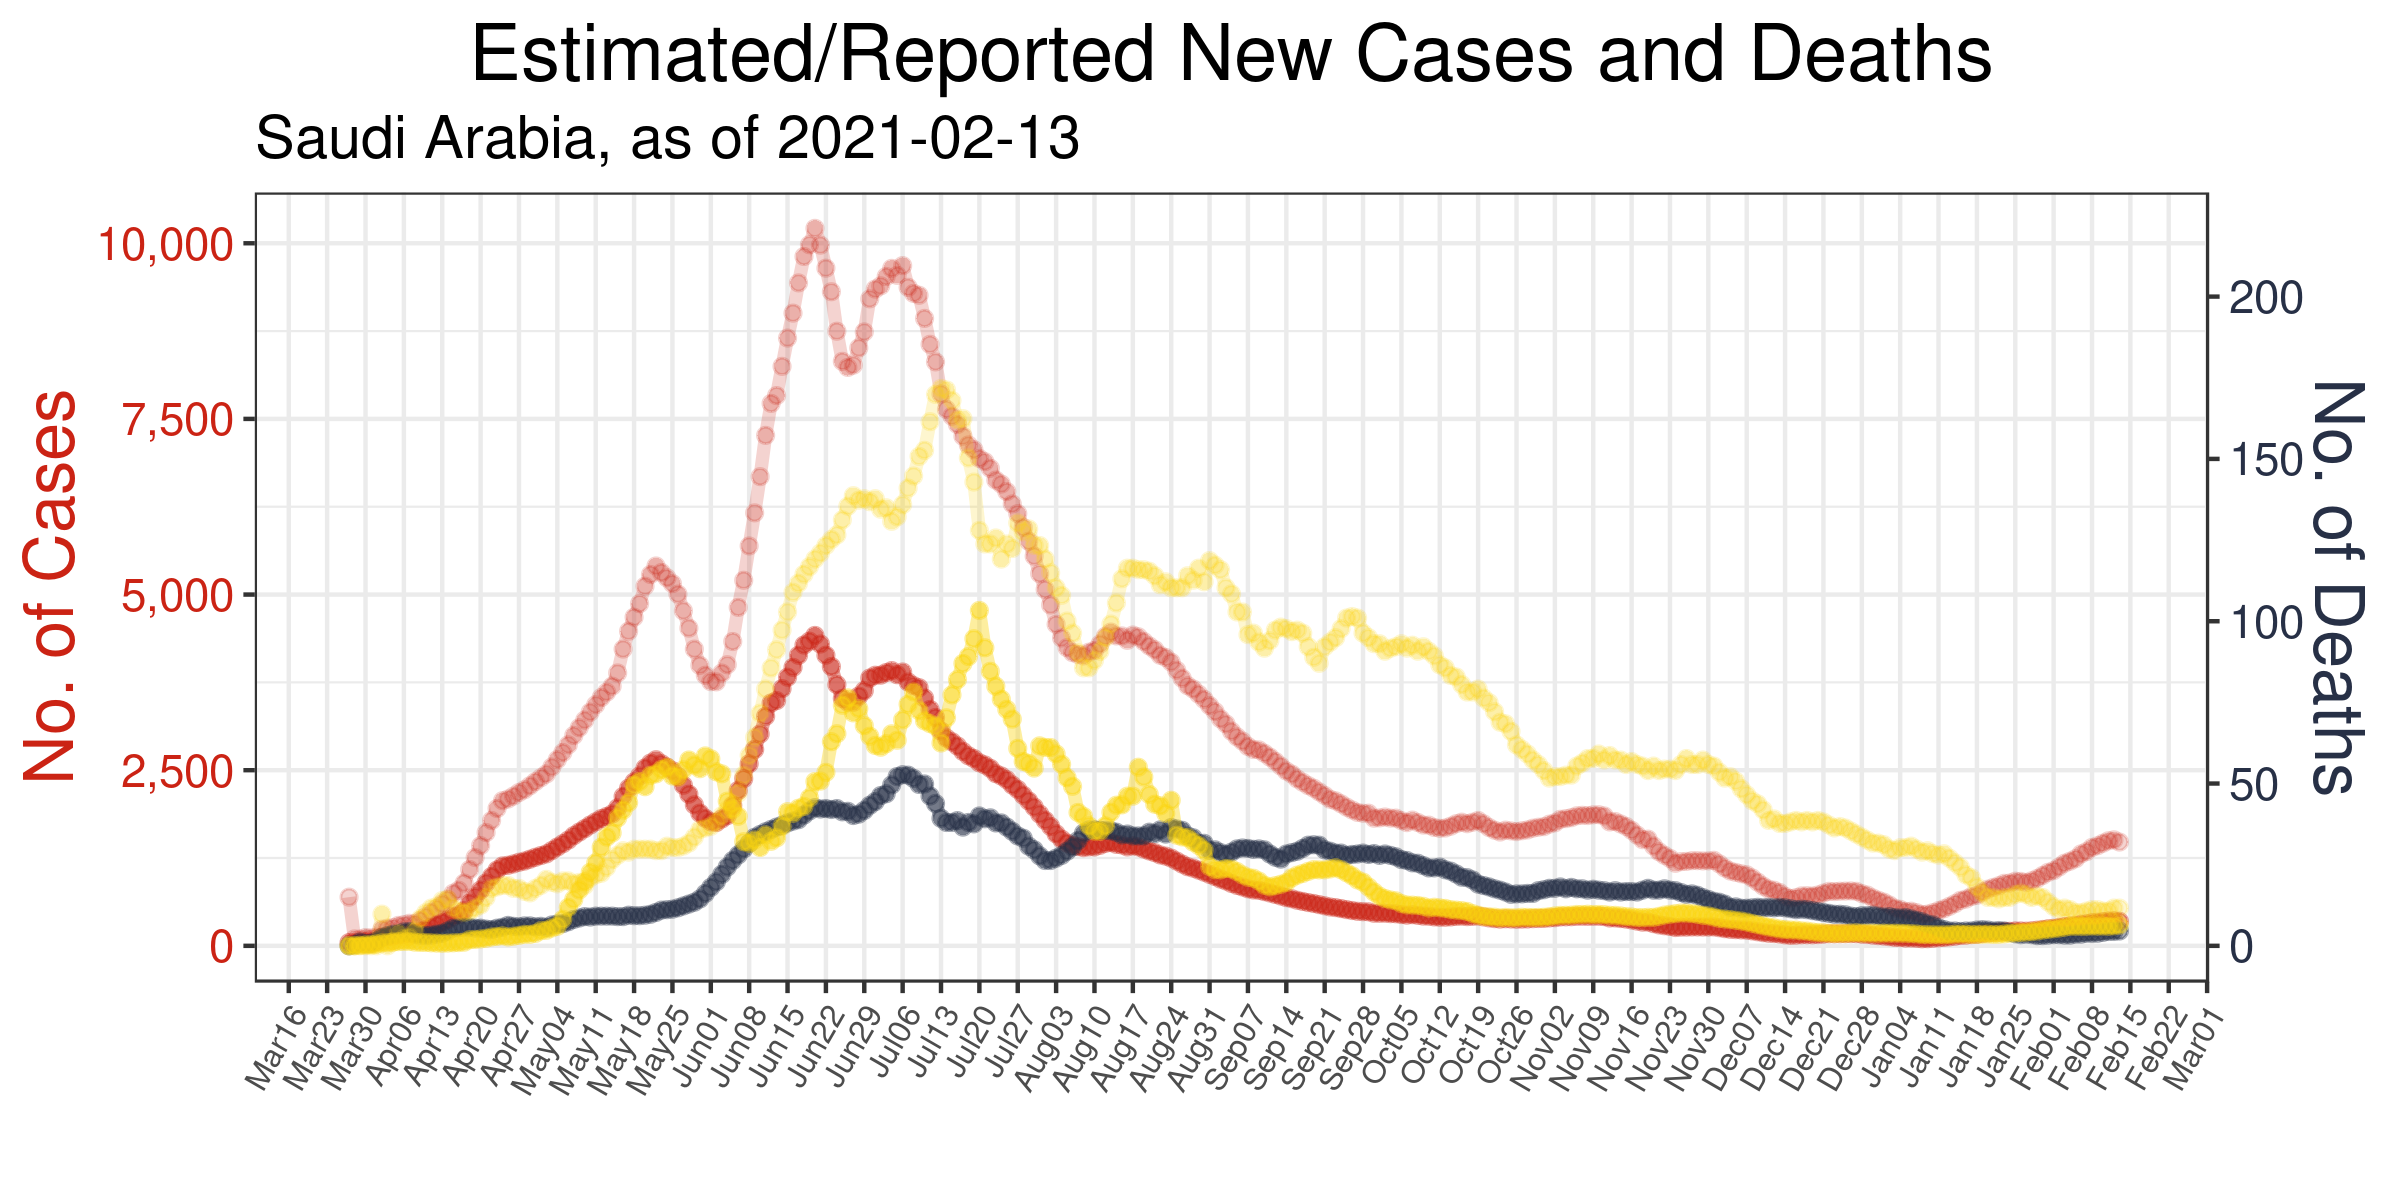 Estimated/Reported New Cases and Deaths
Saudi Arabia, as of 2021-02-13
No. of Cases
10,000
7,500
5,000
2,500
0
200
150
100
50
0
No. of Deaths
Mar16 Mar23 Mar30 Apr06 Apr13 Apr20 Apr27 May04 May11 May18 May25 Jun01 Jun08 Jun15 Jun22 Jun29 Jul06 Jul13 Jul20 Jul27 Aug03 Aug10 Aug17 Aug24 Aug31 Sep07 Sep14 Sep21 Sep28 Oct05 Oct12 Oct19 Oct26 Nov02 Nov09 Nov16 Nov23 Nov30 Dec07 Dec14 Dec21 Dec28 Jan04 Jan11 Jan18 Jan25 Feb01 Feb08 Feb15 Feb22 Mar01